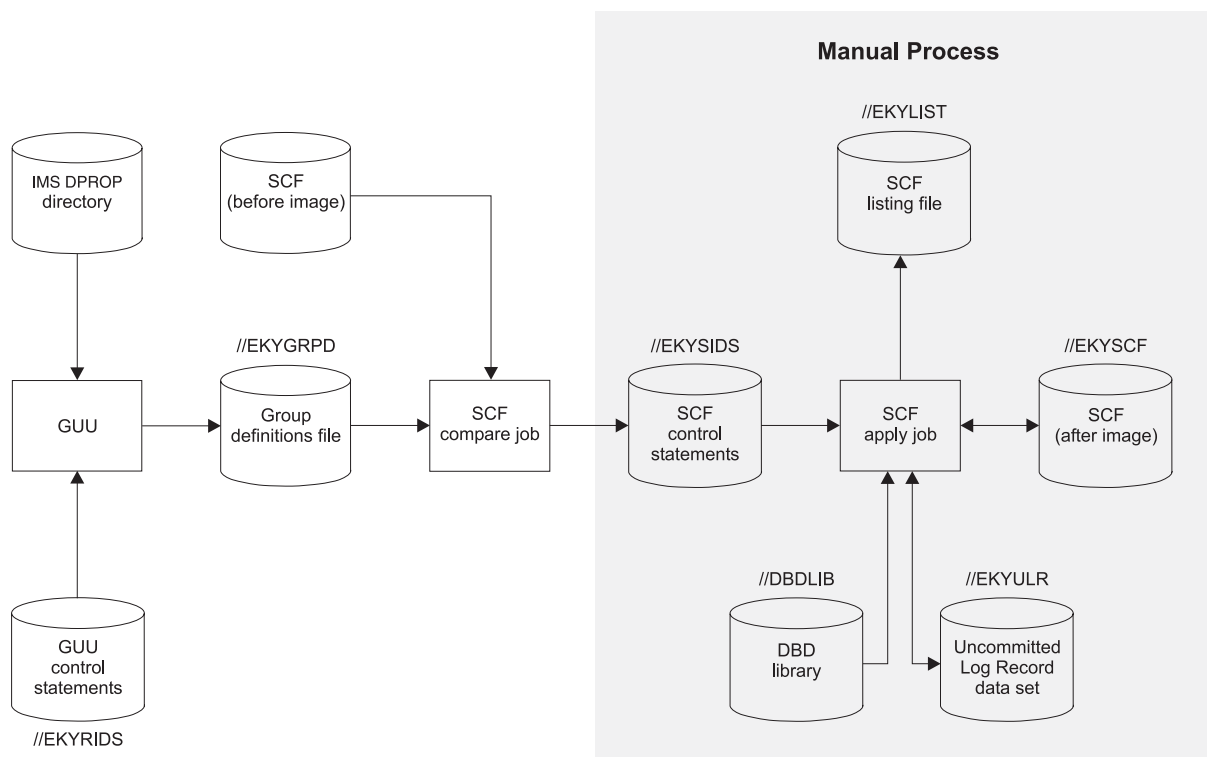 Manual Process
//EKYLIST
IMS DPROP
directory
SCF
(before image)
SCF
listing file
//EKYGRPD
//EKYSIDS
//EKYSCF
GUU
Group
definitions file
SCF
compare job
SCF
control
statements
SCF
apply job
SCF
(after image)
//DBDLIB
//EKYULR
GUU
control
statements
DBD
library
Uncommitted
Log Record
data set
//EKYRIDS